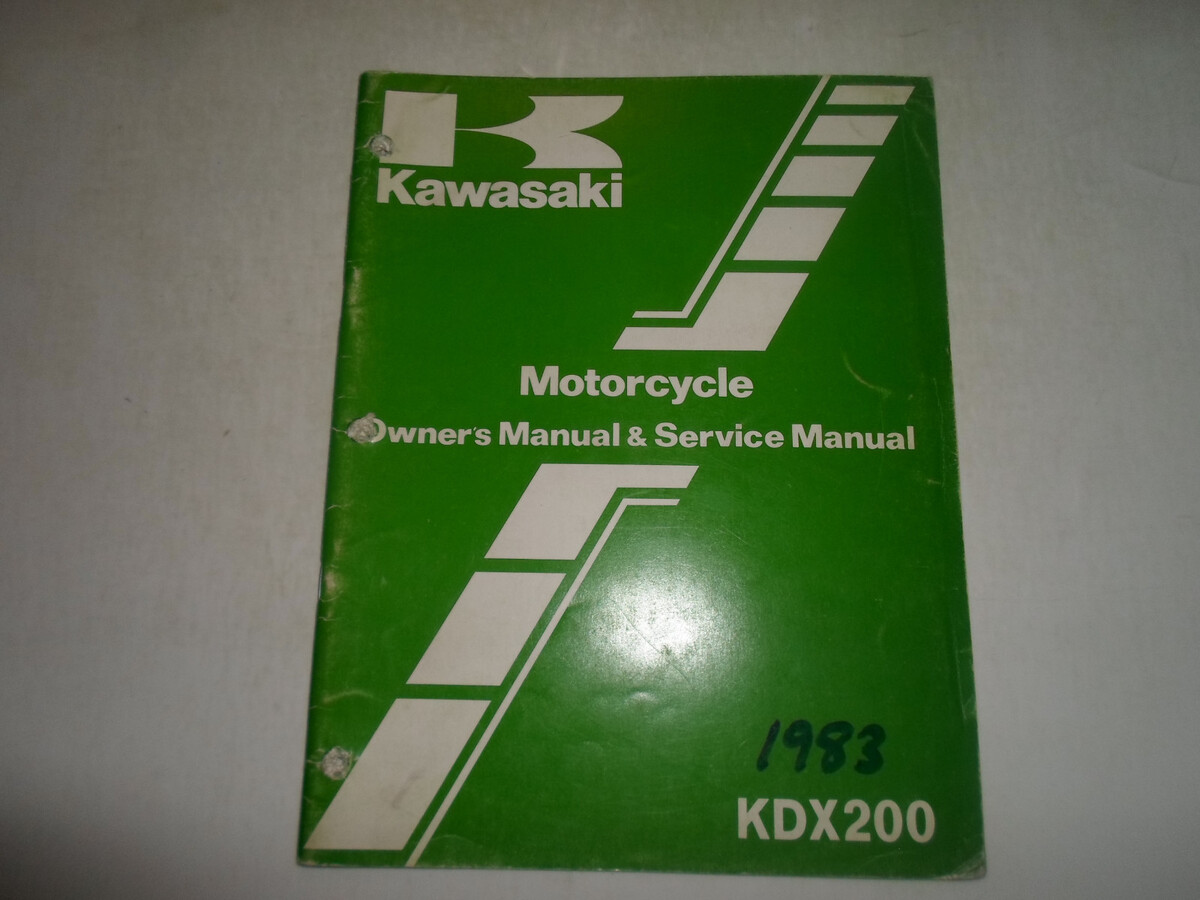 Kawasaki
Motorcycle
Owner's Manual & Service Manual
1983
KDX200